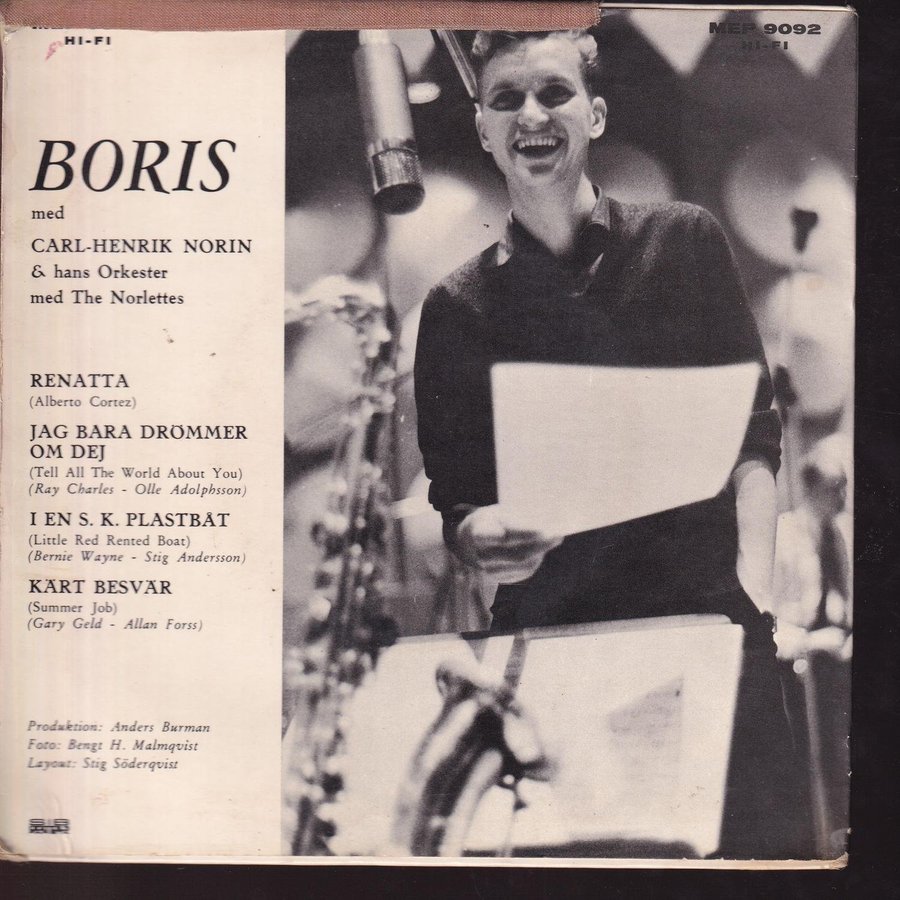 HI-FI
MEP 9092
HI-FI
BORIS
med
CARL-HENRIK NORIN
& hans Orkester
med The Norlettes
RENATTA
(Alberto Cortez)
JAG BARA DRÖMMER
OM DEJ
(Tell All The World About You)
(Ray Charles - Olle Adolphsson)
I EN S. K. PLASTBÅT
(Little Red Rented Boat)
(Bernie Wayne - Stig Andersson)
KÄRT BESVÄR
(Summer Job)
(Gary Geld - Allan Forss)
Produktion: Anders Burman
Foto: Bengt H. Malmqvist
Layout: Stig Söderqvist